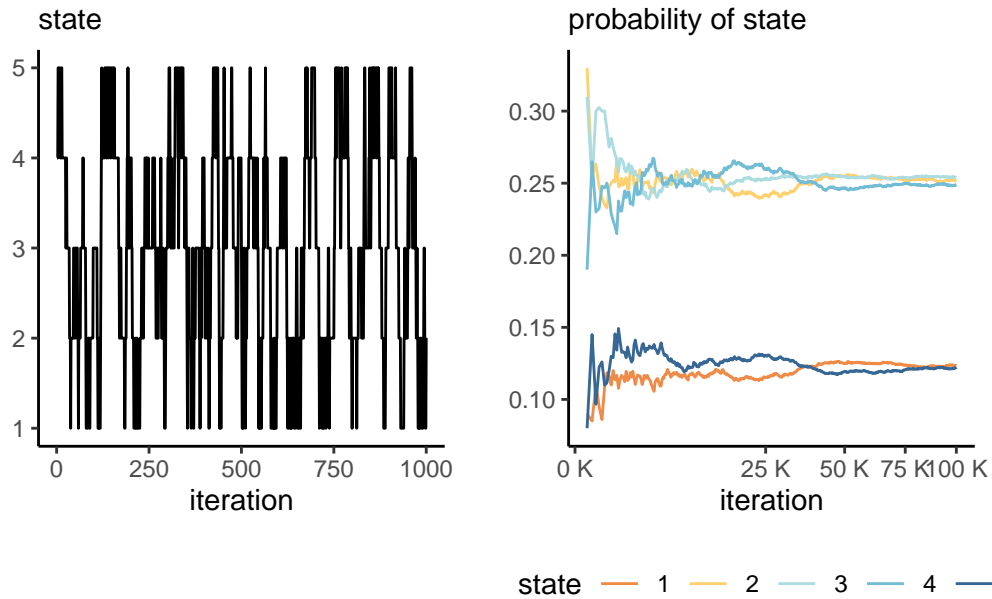 state
5
4
3
2
1
0 250 500 750 1000
iteration
probability of state
0.30
0.25
0.20
0.15
0.10
0 K 25 K 50 K 75 K 100 K
iteration
state 1 2 3 4